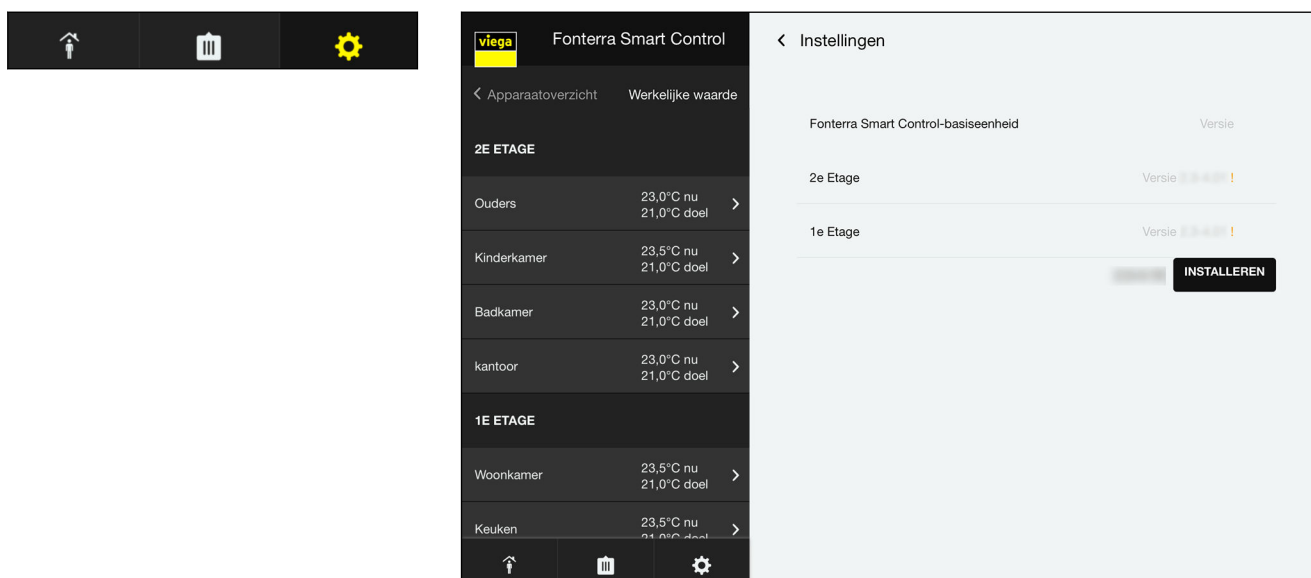 viega
Fonterra Smart Control
Apparaatoverzicht
Werkelijke waarde
2E ETAGE
Ouders
23,0°C nu
21,0°C doel
Kinderkamer
23,5°C nu
21,0°C doel
Badkamer
23,0°C nu
21,0°C doel
kantoor
23,0°C nu
21,0°C doel
1E ETAGE
Woonkamer
23,5°C nu
21,0°C doel
Keuken
23,5°C nu
21,0°C doel
Instellingen
Fonterra Smart Control-basiseenheid
Versie
2e Etage
Versie !
1e Etage
Versie !
INSTALLEREN